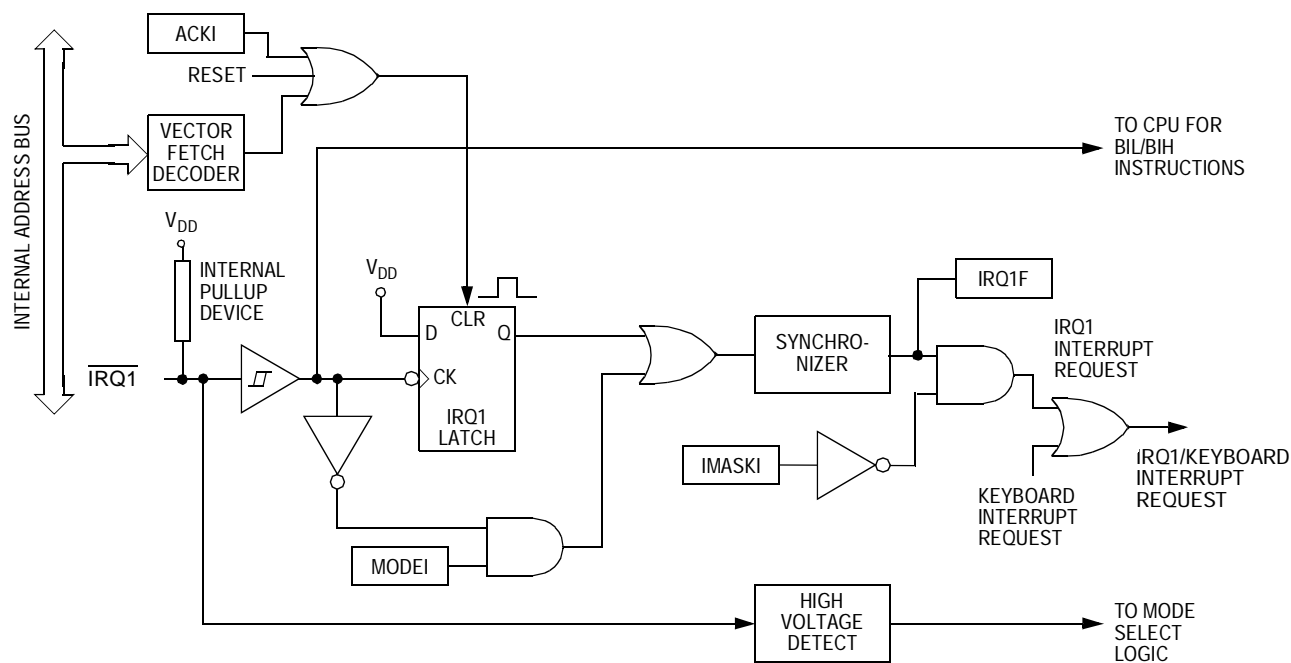 ACKI
RESET
INTERNAL ADDRESS BUS
VECTOR
FETCH
DECODER
TO CPU FOR
BIL/BIH
INSTRUCTIONS
VDD
INTERNAL
PULLUP
DEVICE
VDD
CLR
D
Q
CK
IRQ1
LATCH
IRQ1
SYNCHRO-
NIZER
IRQ1F
IRQ1
INTERRUPT
REQUEST
IMASKI
KEYBOARD
INTERRUPT
REQUEST
IRQ1/KEYBOARD
INTERRUPT
REQUEST
MODEI
HIGH
VOLTAGE
DETECT
TO MODE
SELECT
LOGIC